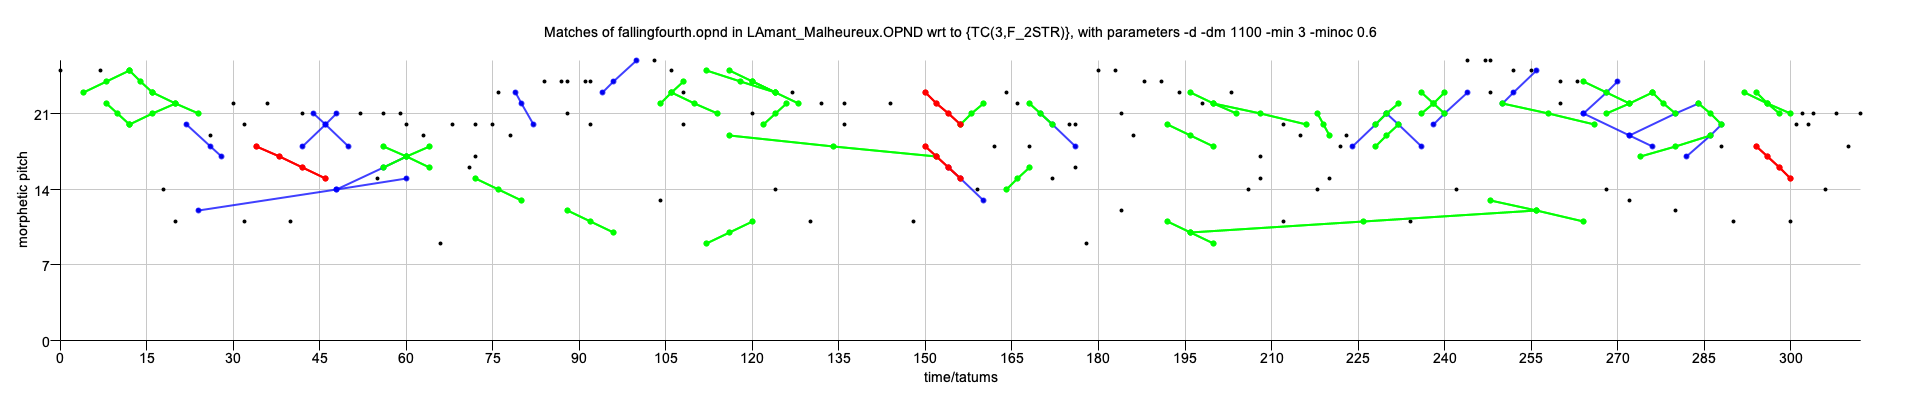 Matches of fallingfourth.opnd in LAmant_Malheureux.OPND wrt to {TC(3,F_2STR)}, with parameters -d -dm 1100 -min 3 -minoc 0.6
morphetic pitch
21
14
7
0
0 15 30 45 60 75 90 105 120 135 150 165 180 195 210 225 240 255 270 285 300
time/tatums